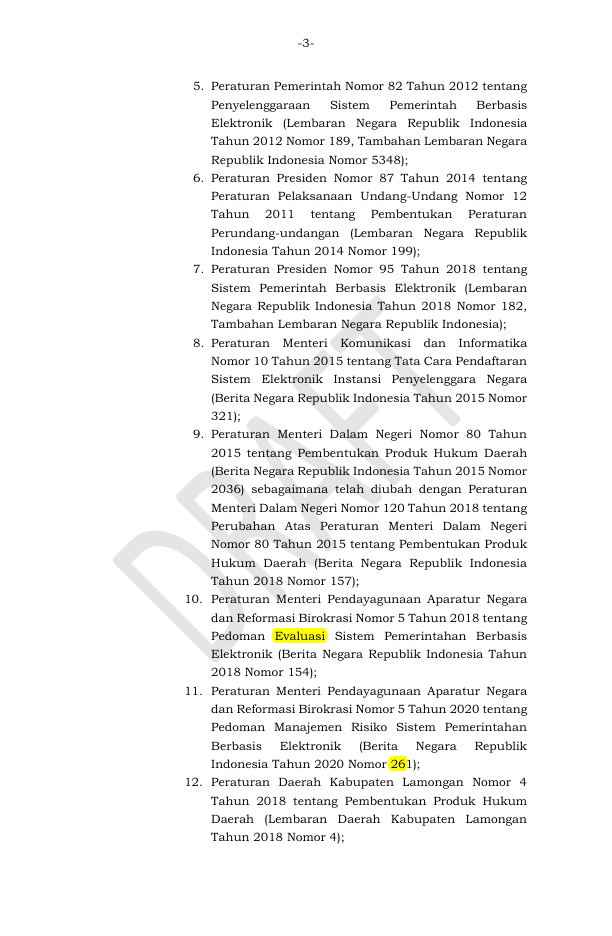 -3-
5. Peraturan Pemerintah Nomor 82 Tahun 2012 tentang
Penyelenggaraan Sistem Pemerintah Berbasis
Elektronik (Lembaran Negara Republik Indonesia
Tahun 2012 Nomor 189, Tambahan Lembaran Negara
Republik Indonesia Nomor 5348);
6. Peraturan Presiden Nomor 87 Tahun 2014 tentang
Peraturan Pelaksanaan Undang-Undang Nomor 12
Tahun 2011 tentang Pembentukan Peraturan
Perundang-undangan (Lembaran Negara Republik
Indonesia Tahun 2014 Nomor 199);
7. Peraturan Presiden Nomor 95 Tahun 2018 tentang
Sistem Pemerintah Berbasis Elektronik (Lembaran
Negara Republik Indonesia Tahun 2018 Nomor 182,
Tambahan Lembaran Negara Republik Indonesia);
8. Peraturan Menteri Komunikasi dan Informatika
Nomor 10 Tahun 2015 tentang Tata Cara Pendaftaran
Sistem Elektronik Instansi Penyelenggara Negara
(Berita Negara Republik Indonesia Tahun 2015 Nomor
321);
9. Peraturan Menteri Dalam Negeri Nomor 80 Tahun
2015 tentang Pembentukan Produk Hukum Daerah
(Berita Negara Republik Indonesia Tahun 2015 Nomor
2036) sebagaimana telah diubah dengan Peraturan
Menteri Dalam Negeri Nomor 120 Tahun 2018 tentang
Perubahan Atas Peraturan Menteri Dalam Negeri
Nomor 80 Tahun 2015 tentang Pembentukan Produk
Hukum Daerah (Berita Negara Republik Indonesia
Tahun 2018 Nomor 157);
10. Peraturan Menteri Pendayagunaan Aparatur Negara
dan Reformasi Birokrasi Nomor 5 Tahun 2018 tentang
Pedoman Evaluasi Sistem Pemerintahan Berbasis
Elektronik (Berita Negara Republik Indonesia Tahun
2018 Nomor 154);
11. Peraturan Menteri Pendayagunaan Aparatur Negara
dan Reformasi Birokrasi Nomor 5 Tahun 2020 tentang
Pedoman Manajemen Risiko Sistem Pemerintahan
Berbasis Elektronik (Berita Negara Republik
Indonesia Tahun 2020 Nomor 261);
12. Peraturan Daerah Kabupaten Lamongan Nomor 4
Tahun 2018 tentang Pembentukan Produk Hukum
Daerah (Lembaran Daerah Kabupaten Lamongan
Tahun 2018 Nomor 4);
DRAFT